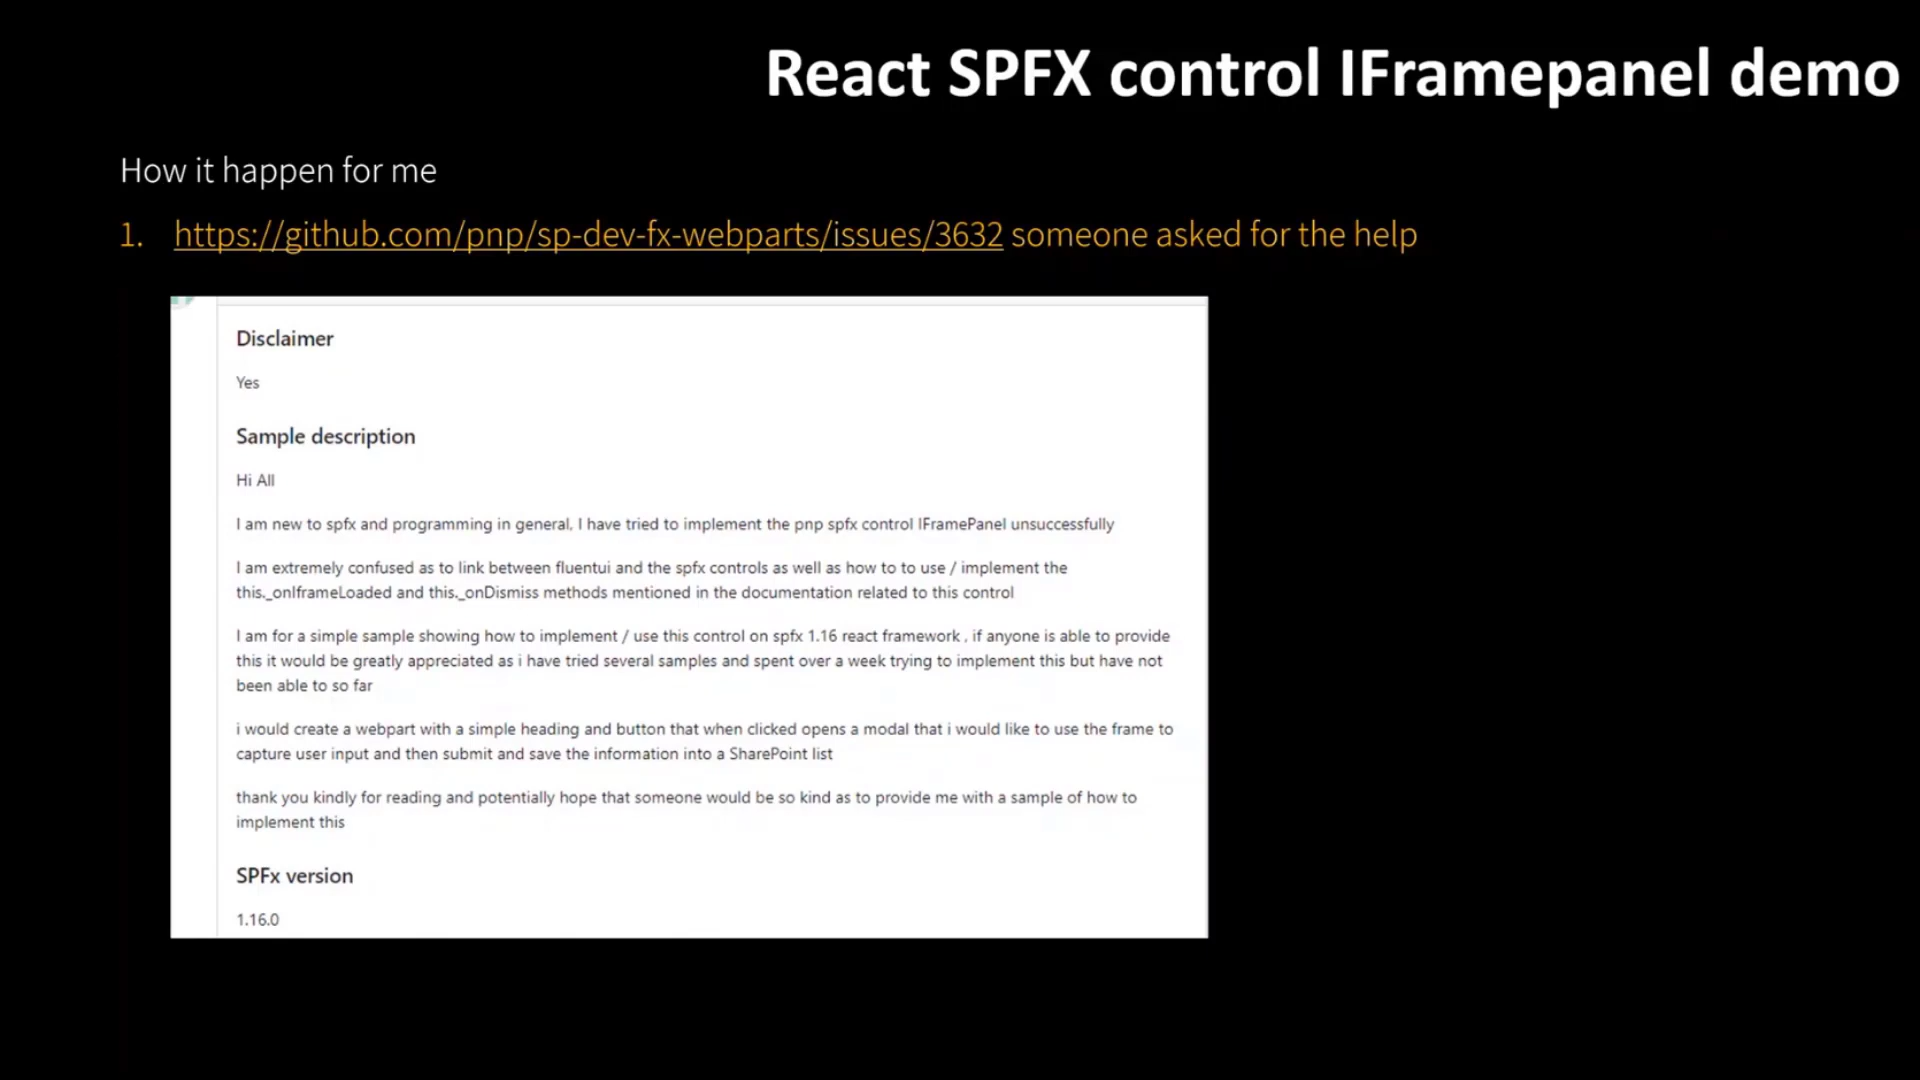 React SPFX control IFramepanel demo
How it happen for me
1. https://github.com/pnp/sp-dev-fx-webparts/issues/3632 someone asked for the help
Disclaimer
Yes
Sample description
Hi All
I am new to spfx and programming in general, I have tried to implement the pnp spfx control IFramePanel unsuccessfully
I am extremely confused as to link between fluentui and the spfx controls as well as how to to use / implement the
this._onIframeLoaded and this._onDismiss methods mentioned in the documentation related to this control
I am for a simple sample showing how to implement / use this control on spfx 1.16 react framework , if anyone is able to provide
this it would be greatly appreciated as i have tried several samples and spent over a week trying to implement this but have not
been able to so far
i would create a webpart with a simple heading and button that when clicked opens a modal that i would like to use the frame to
capture user input and then submit and save the information into a SharePoint list
thank you kindly for reading and potentially hope that someone would be so kind as to provide me with a sample of how to
implement this
SPFx version
1.16.0